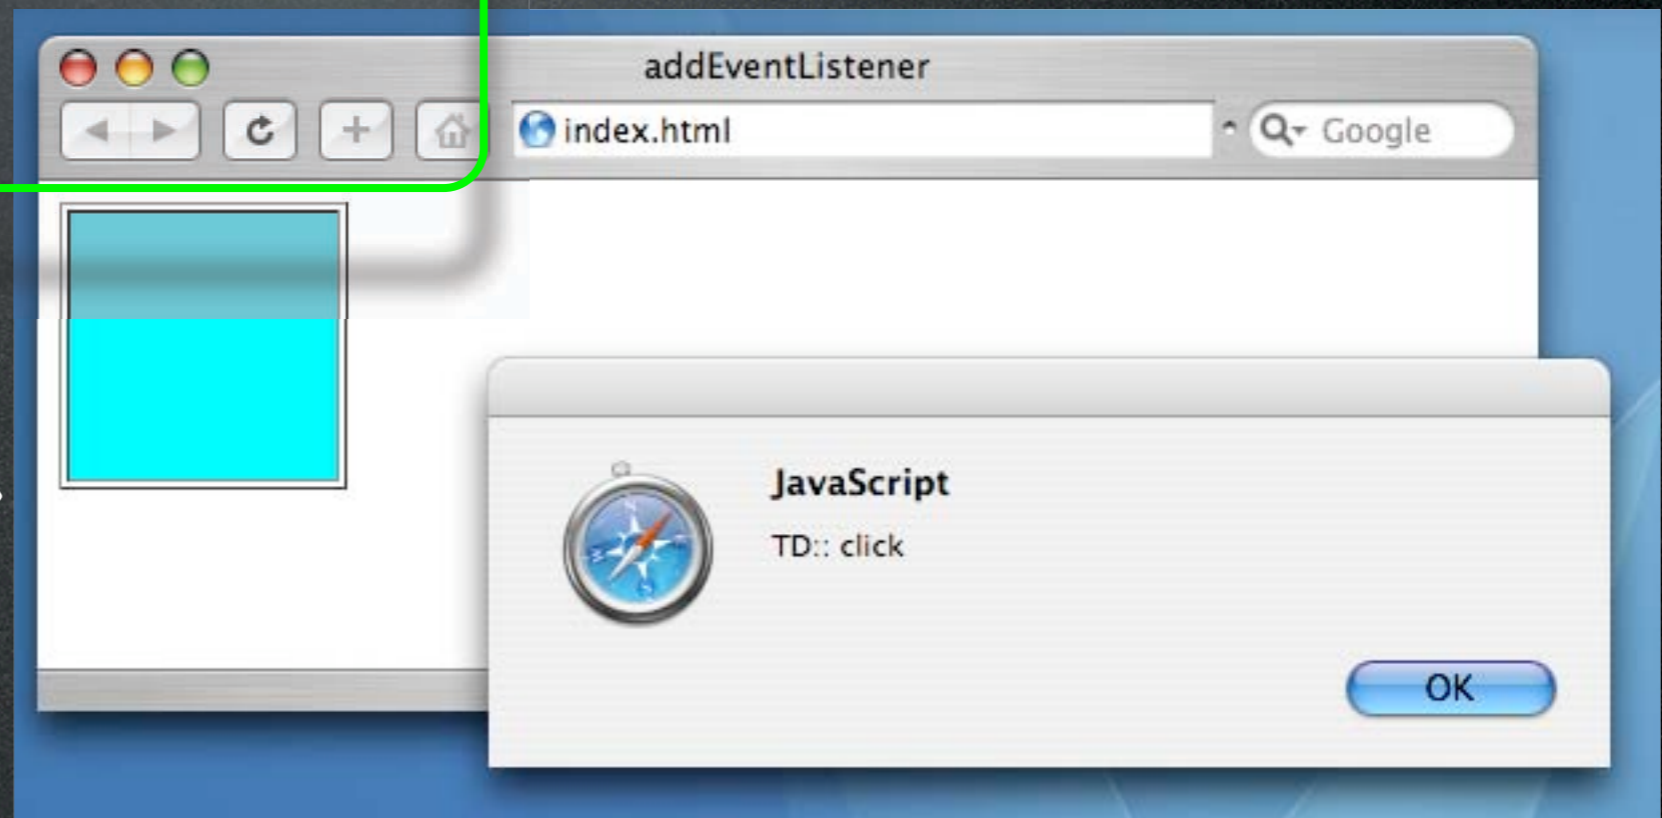 addEventListener
index.html
Google
JavaScript
TD:: click
OK